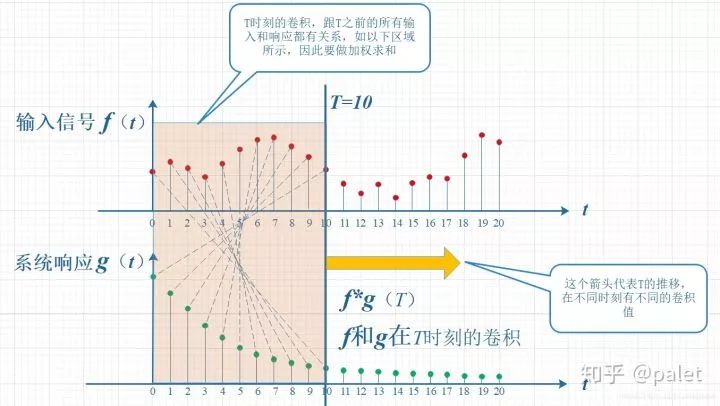 T时刻的卷积，跟T之前的所有输
入和响应都有关系，如以下区域
所示，因此要做加权求和
T=10
输入信号 f（t）
0 1 2 3 4 5 6 7 8 9 10 11 12 13 14 15 16 17 18 19 20
t
系统响应 g（t）
这个箭头代表T的推移，
在不同时刻有不同的卷积
值
f*g（T）
f和g在T时刻的卷积
0 1 2 3 4 5 6 7 8 9 10 11 12 13 14 15 16 17 18 19 20
t
知乎 @palet